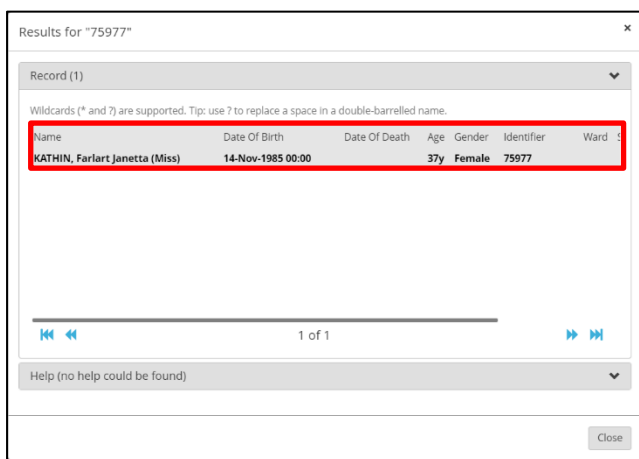 Results for "75977"
×
Record (1)
Wildcards (* and ?) are supported. Tip: use ? to replace a space in a double-barrelled name.
Name Date Of Birth Date Of Death Age Gender Identifier Ward S
KATHIN, Farlart Janetta (Miss) 14-Nov-1985 00:00 37y Female 75977
1 of 1
Help (no help could be found)
Close